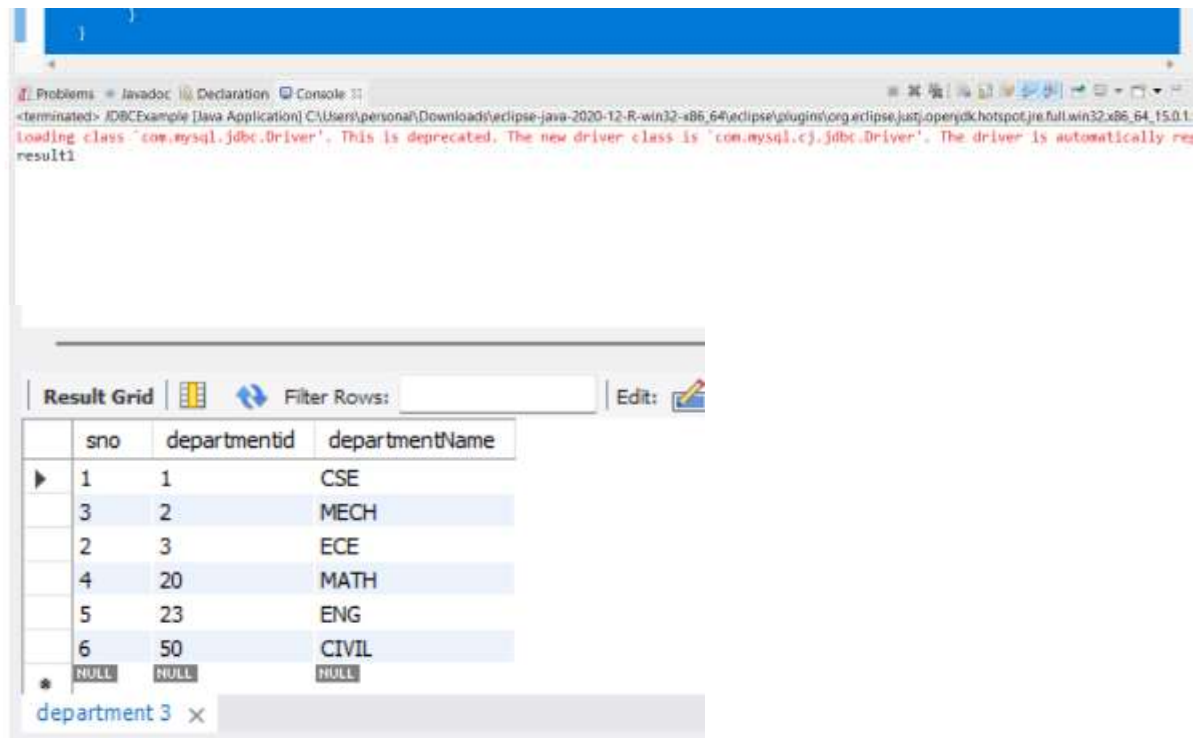 }
}
Problems Javadoc Declaration Console
<terminated> JDBCExample [Java Application] C:\Users\personal\Downloads\eclipse-java-2020-12-R-win32-x86_64\eclipse\plugins\org.eclipse.justj.openjdk.hotspot.jre.full.win32.x86_64_15.0.1.
Loading class `com.mysql.jdbc.Driver'. This is deprecated. The new driver class is `com.mysql.cj.jdbc.Driver'. The driver is automatically reg
result1
Result Grid Filter Rows: Edit:
sno departmentid departmentName
1 1 CSE
3 2 MECH
2 3 ECE
4 20 MATH
5 23 ENG
6 50 CIVIL
NULL NULL NULL
department 3